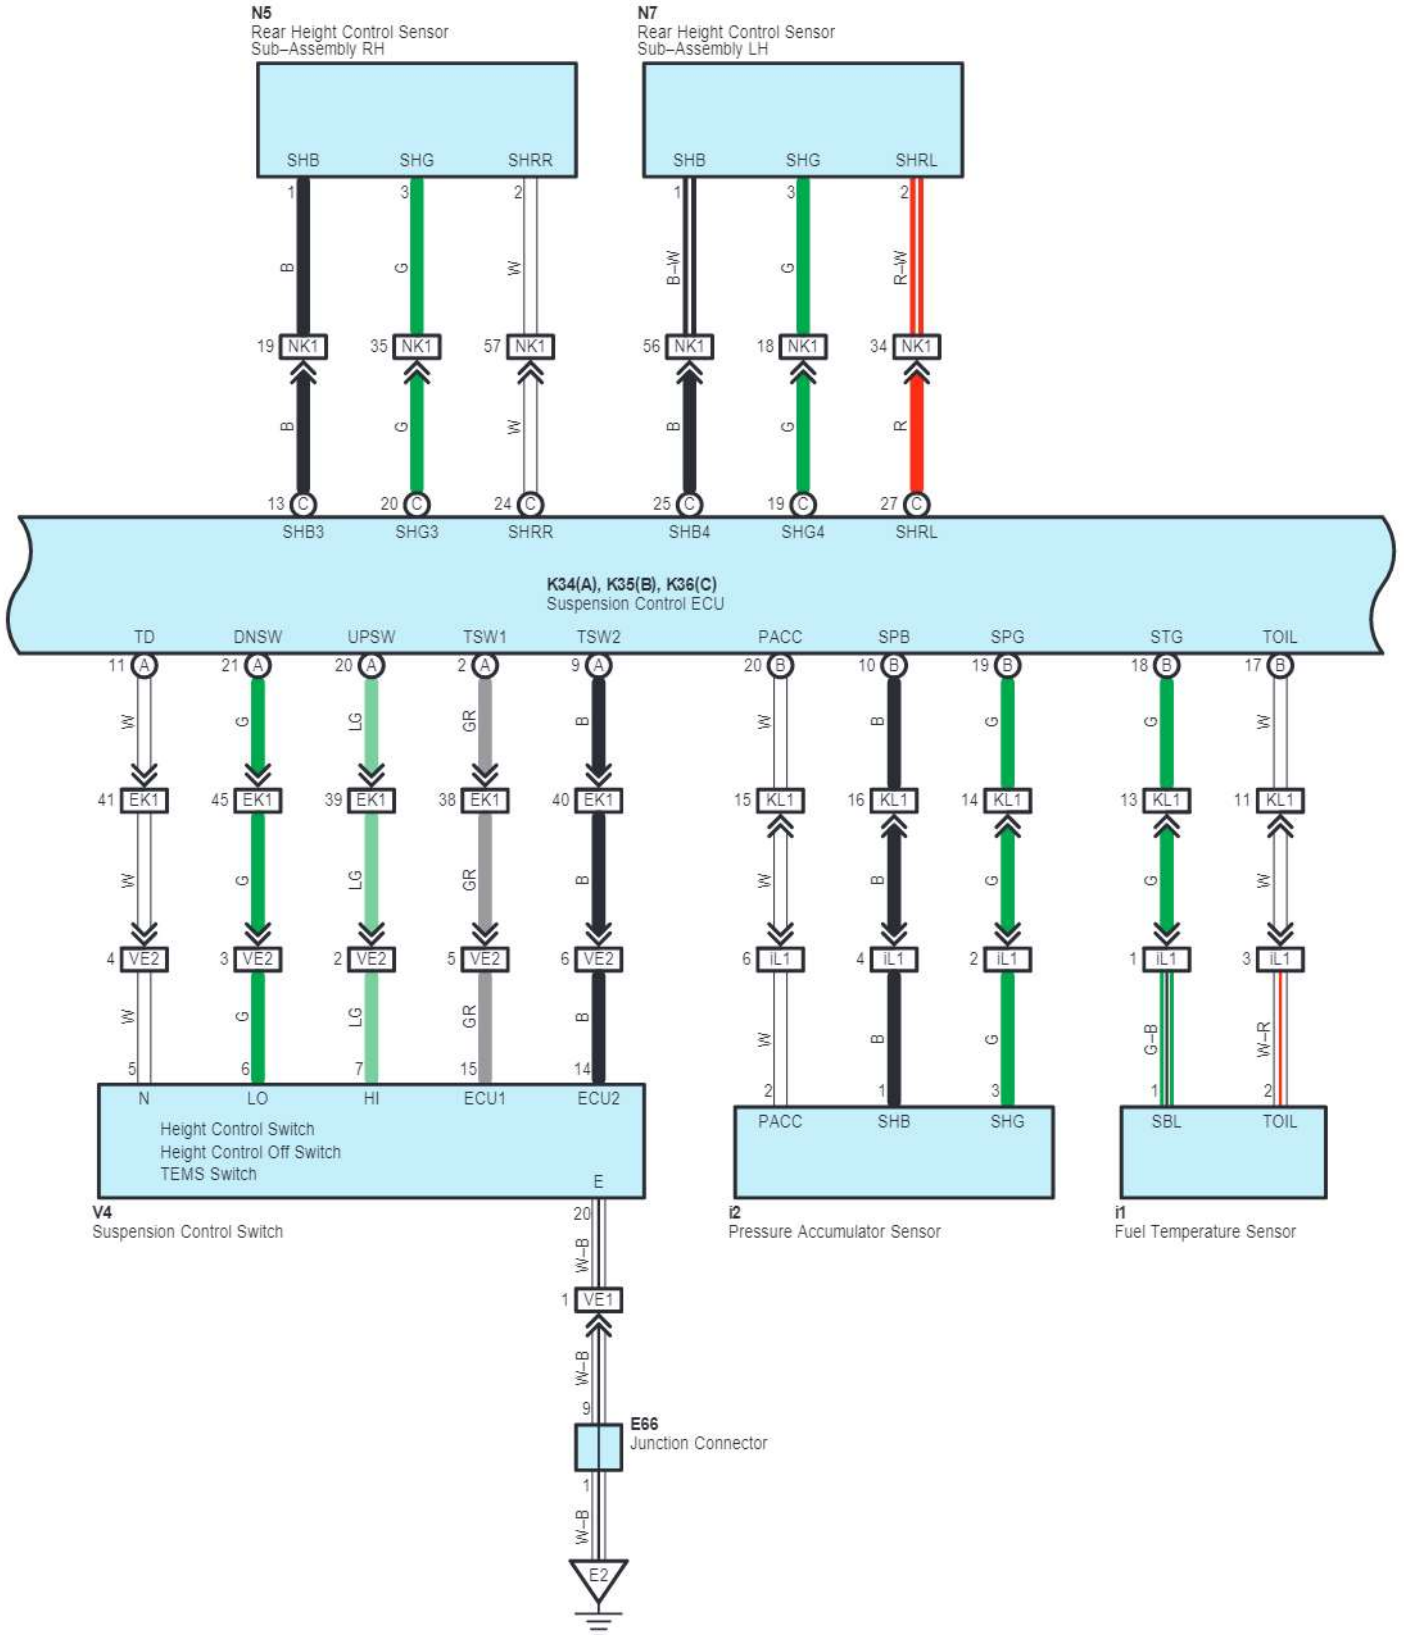 N5
Rear Height Control Sensor
Sub–Assembly RH
N7
Rear Height Control Sensor
Sub–Assembly LH
SHB SHG SHRR SHB SHG SHRL
1 3 2 1 3 2
B G W B–W G R–W
19 NK1 35 NK1 57 NK1 56 NK1 18 NK1 34 NK1
B G W B G R
13 C 20 C 24 C 25 C 19 C 27 C
SHB3 SHG3 SHRR SHB4 SHG4 SHRL
K34(A), K35(B), K36(C)
Suspension Control ECU
TD DNSW UPSW TSW1 TSW2 PACC SPB SPG STG TOIL
11 A 21 A 20 A 2 A 9 A 20 B 10 B 19 B 18 B 17 B
W G LG GR B W B G G W
41 EK1 45 EK1 39 EK1 38 EK1 40 EK1 15 KL1 16 KL1 14 KL1 13 KL1 11 KL1
W G LG GR B W B G G W
4 VE2 3 VE2 2 VE2 5 VE2 6 VE2 6 iL1 4 iL1 2 iL1 1 iL1 3 iL1
W G LG GR B W B G G–B W–R
5 6 7 15 14 2 1 3 1 2
N LO HI ECU1 ECU2 PACC SHB SHG SBL TOIL
Height Control Switch
Height Control Off Switch
TEMS Switch
E
V4
Suspension Control Switch
i2
Pressure Accumulator Sensor
i1
Fuel Temperature Sensor
20
W–B
1 VE1
W–B
9
E66
Junction Connector
1
W–B
E2